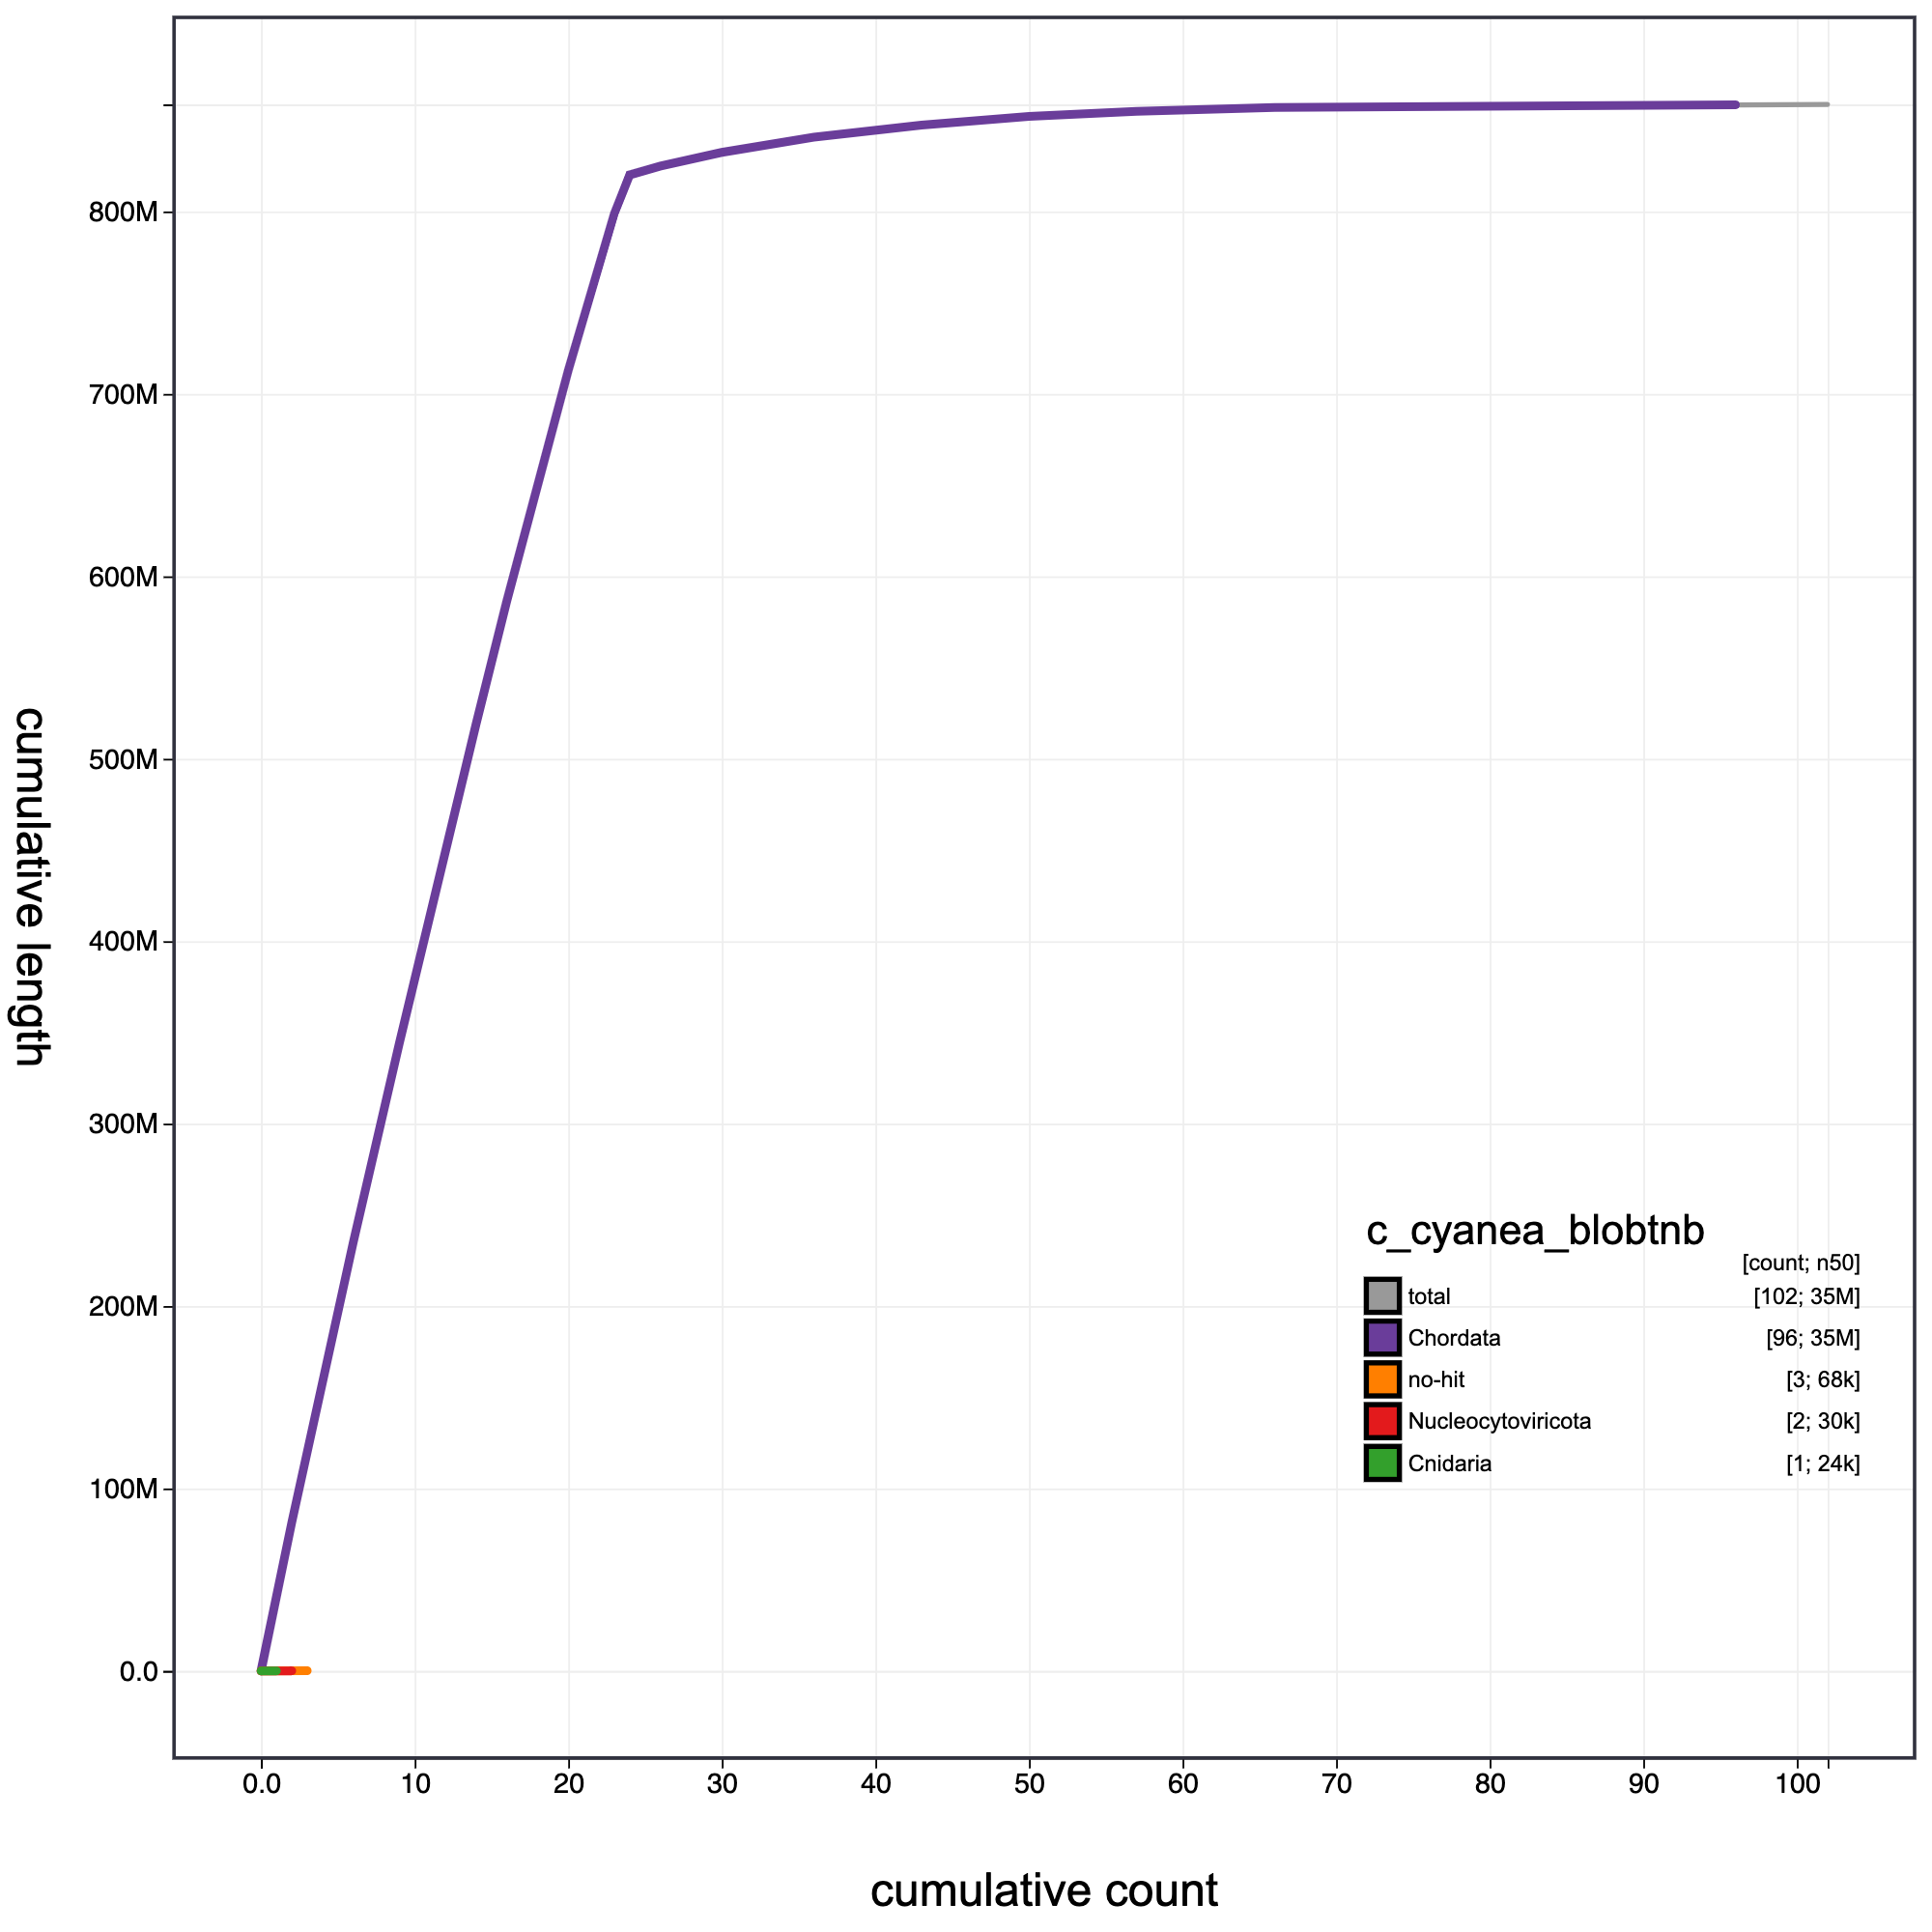 cumulative length
800M
700M
600M
500M
400M
300M
200M
100M
0.0
c_cyanea_blobtnb
[count; n50]
total [102; 35M]
Chordata [96; 35M]
no-hit [3; 68k]
Nucleocytoviricota [2; 30k]
Cnidaria [1; 24k]
0.0 10 20 30 40 50 60 70 80 90 100
cumulative count